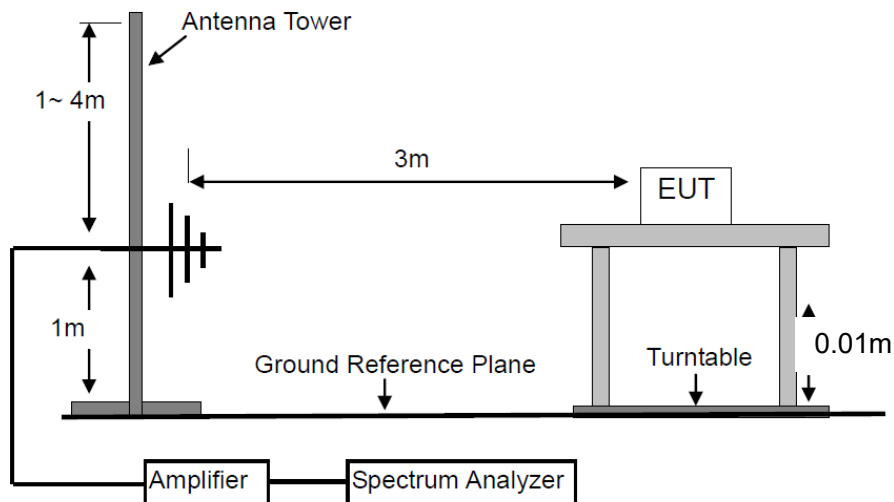 Antenna Tower
1~ 4m
3m
EUT
1m
Ground Reference Plane
Turntable
0.01m
Amplifier
Spectrum Analyzer